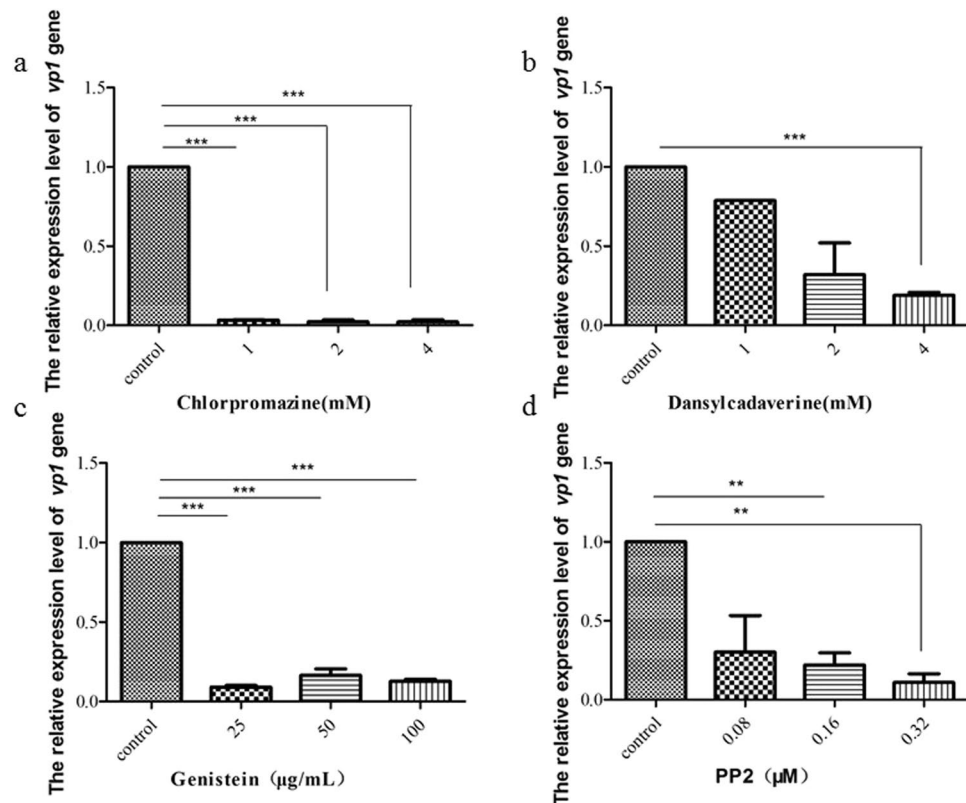 a
The relative expression level of vp1 gene
1.5
1.0
0.5
0.0
***
***
***
control
1
2
4
Chlorpromazine(mM)
b
The relative expression level of vp1 gene
1.5
1.0
0.5
0.0
***
control
1
2
4
Dansylcadaverine(mM)
c
The relative expression level of vp1 gene
1.5
1.0
0.5
0.0
***
***
***
control
25
50
100
Genistein（μg/mL）
d
The relative expression level of vp1 gene
1.5
1.0
0.5
0.0
**
**
control
0.08
0.16
0.32
PP2（μM）